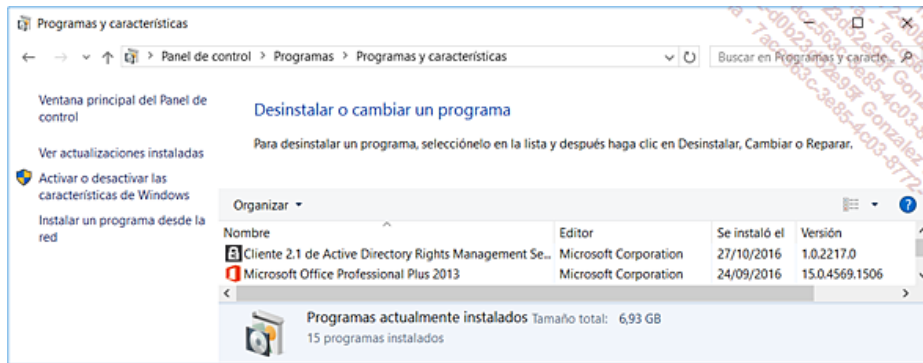 Programas y características
Panel de control > Programas > Programas y características
Buscar en Programas y caracte...
Ventana principal del Panel de control
Desinstalar o cambiar un programa
Para desinstalar un programa, selecciónelo en la lista y después haga clic en Desinstalar, Cambiar o Reparar.
Ver actualizaciones instaladas
Activar o desactivar las características de Windows
Instalar un programa desde la red
Organizar
Nombre Editor Se instaló el Versión
Cliente 2.1 de Active Directory Rights Management Se... Microsoft Corporation 27/10/2016 1.0.2217.0
Microsoft Office Professional Plus 2013 Microsoft Corporation 24/09/2016 15.0.4569.1506
Programas actualmente instalados Tamaño total: 6,93 GB
15 programas instalados